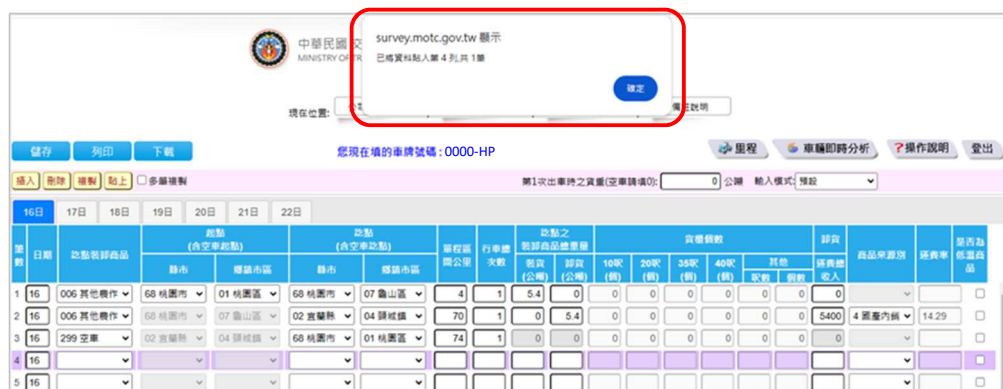 survey.motc.gov.tw 顯示
已將資料貼入第 4 列,共 1筆
確定
中華民國 交
MINISTRY OF TR
現在位置:
備註說明
儲存 列印 下載 您現在填的車牌號碼：0000-HP 里程 車輛即時分析 ?操作說明 登出
插入 刪除 複製 貼上 多筆複製 第1次出車時之貨重(空車請填0): 0 公噸 輸入模式: 預設
16日 17日 18日 19日 20日 21日 22日
筆數 日期 訖點裝卸商品 起點 (含空車起點) 縣市 鄉鎮市區 訖點 (含空車訖點) 縣市 鄉鎮市區 單程區間公里 行車總次數 訖點之裝卸商品總重量 裝貨 (公噸) 卸貨 (公噸) 貨櫃個數 10呎 (個) 20呎 (個) 35呎 (個) 40呎 (個) 其他 呎數 個數 卸貨 運費總收入 商品來源別 運費率 是否為低溫商品
1 16 006 其他農作 68 桃園市 01 桃園區 68 桃園市 07 龜山區 4 1 5.4 0 0 0 0 0 0 0 0
2 16 006 其他農作 68 桃園市 07 龜山區 02 宜蘭縣 04 頭城鎮 70 1 0 5.4 0 0 0 0 0 0 5400 4 國產內銷 14.29
3 16 299 空車 02 宜蘭縣 04 頭城鎮 68 桃園市 01 桃園區 74 1 0 0 0 0 0 0 0 0 0
4 16
5 16